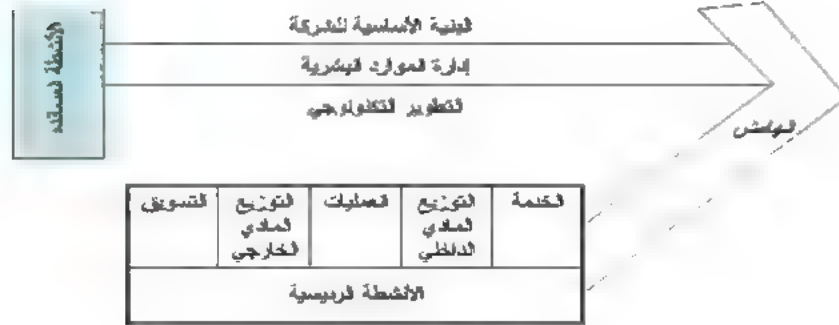 البنية الأساسية للشركة
إدارة الموارد البشرية
التطوير التكنولوجي
الأنشطة المسانده
الهامش
الخدمة
التوزيع
المادي
الداخلي
العمليات
التوزيع
المادي
الخارجي
التسويق
الأنشطة الرئيسية